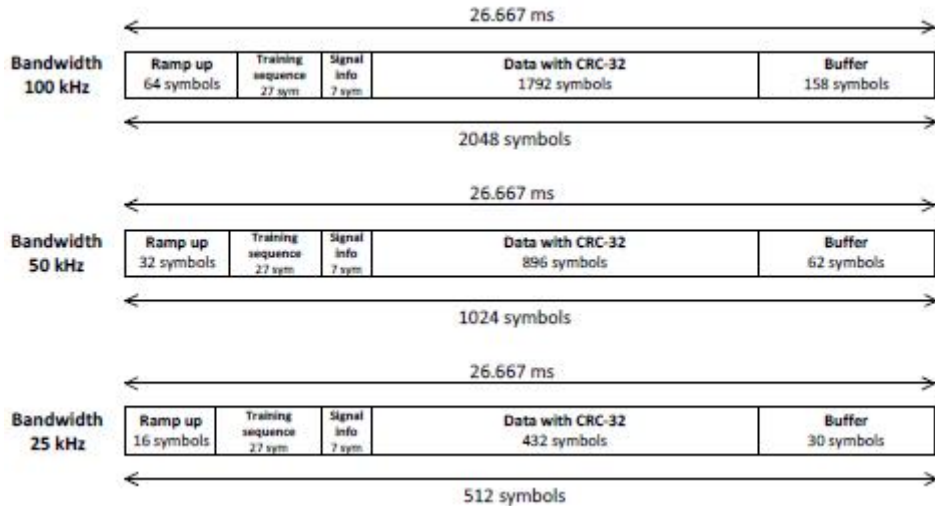 26.667 ms
Bandwidth
100 kHz
Ramp up
64 symbols
Training
sequence
27 sym
Signal
info
7 sym
Data with CRC-32
1792 symbols
Buffer
158 symbols
2048 symbols
26.667 ms
Bandwidth
50 kHz
Ramp up
32 symbols
Training
sequence
27 sym
Signal
info
7 sym
Data with CRC-32
896 symbols
Buffer
62 symbols
1024 symbols
26.667 ms
Bandwidth
25 kHz
Ramp up
16 symbols
Training
sequence
27 sym
Signal
info
7 sym
Data with CRC-32
432 symbols
Buffer
30 symbols
512 symbols